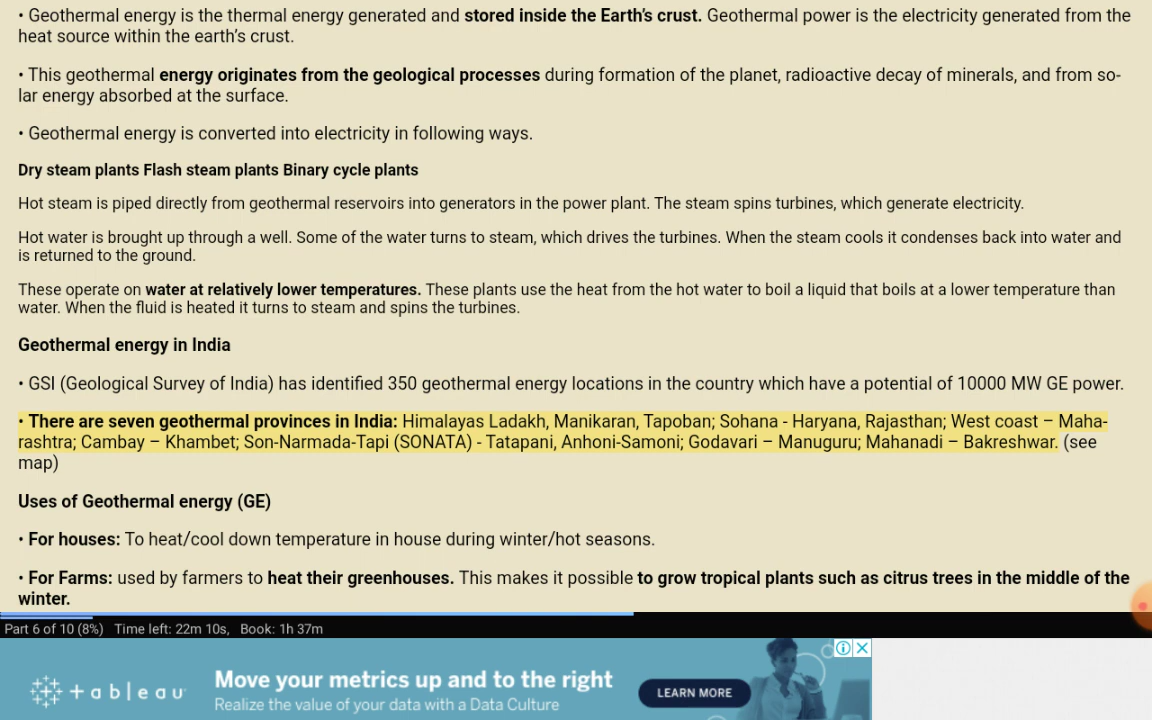 • Geothermal energy is the thermal energy generated and stored inside the Earth's crust. Geothermal power is the electricity generated from the
heat source within the earth's crust.
• This geothermal energy originates from the geological processes during formation of the planet, radioactive decay of minerals, and from so-
lar energy absorbed at the surface.
• Geothermal energy is converted into electricity in following ways.
Dry steam plants Flash steam plants Binary cycle plants
Hot steam is piped directly from geothermal reservoirs into generators in the power plant. The steam spins turbines, which generate electricity.
Hot water is brought up through a well. Some of the water turns to steam, which drives the turbines. When the steam cools it condenses back into water and
is returned to the ground.
These operate on water at relatively lower temperatures. These plants use the heat from the hot water to boil a liquid that boils at a lower temperature than
water. When the fluid is heated it turns to steam and spins the turbines.
Geothermal energy in India
• GSI (Geological Survey of India) has identified 350 geothermal energy locations in the country which have a potential of 10000 MW GE power.
• There are seven geothermal provinces in India: Himalayas Ladakh, Manikaran, Tapoban; Sohana - Haryana, Rajasthan; West coast – Maha-
rashtra; Cambay – Khambet; Son-Narmada-Tapi (SONATA) - Tatapani, Anhoni-Samoni; Godavari – Manuguru; Mahanadi – Bakreshwar. (see
map)
Uses of Geothermal energy (GE)
• For houses: To heat/cool down temperature in house during winter/hot seasons.
• For Farms: used by farmers to heat their greenhouses. This makes it possible to grow tropical plants such as citrus trees in the middle of the
winter.
Part 6 of 10 (8%) Time left: 22m 10s, Book: 1h 37m
+ a b l e a u
Move your metrics up and to the right
Realize the value of your data with a Data Culture
LEARN MORE